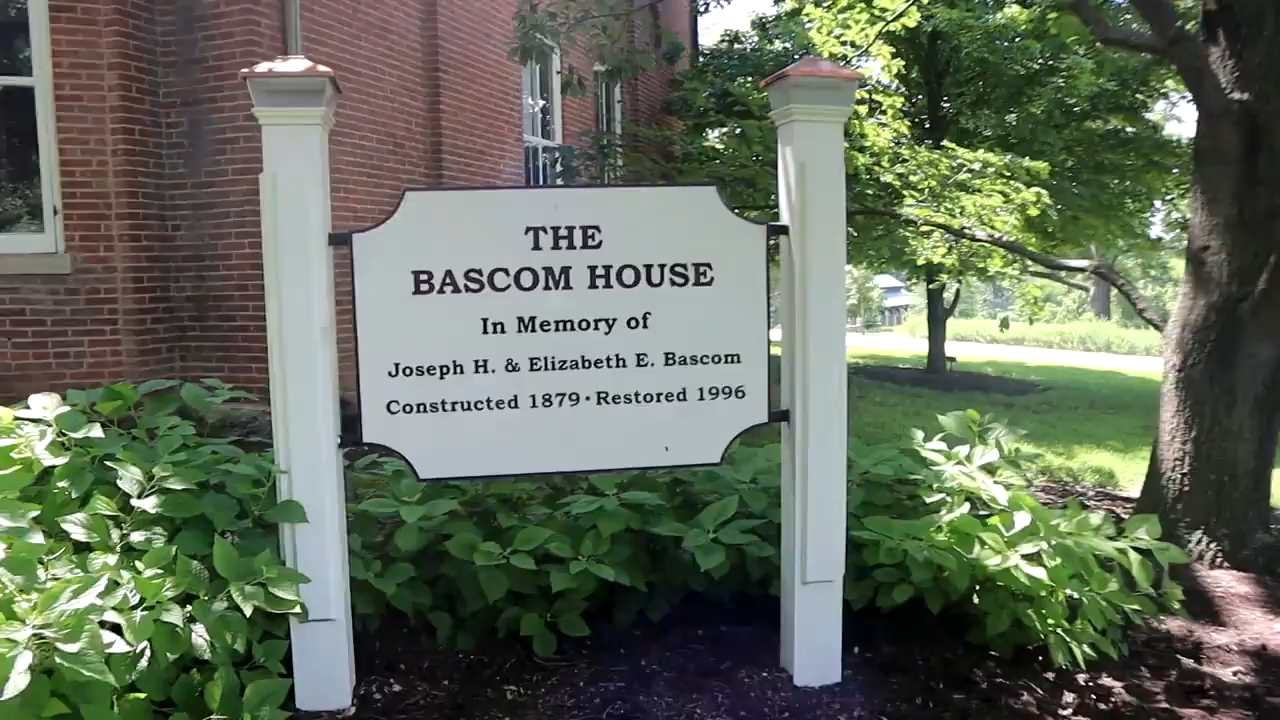 THE
BASCOM HOUSE
In Memory of
Joseph H. & Elizabeth E. Bascom
Constructed 1879 • Restored 1996